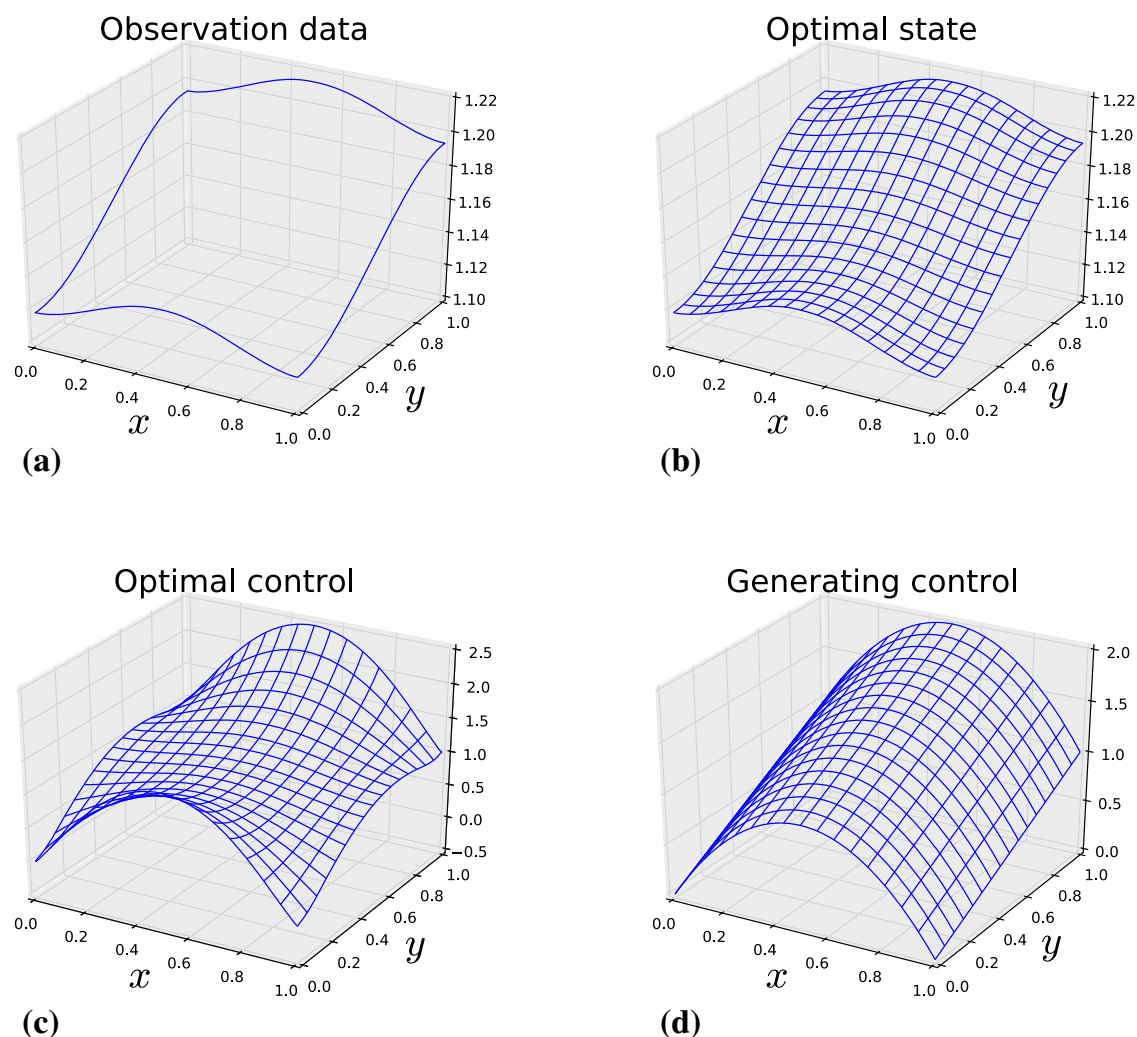 Observation data
1.22
1.20
1.18
1.16
1.14
1.12
1.10
0.0 0.2 0.4 0.6 0.8 1.0
x
0.0 0.2 0.4 0.6 0.8 1.0
y
(a)
Optimal state
1.22
1.20
1.18
1.16
1.14
1.12
1.10
0.0 0.2 0.4 0.6 0.8 1.0
x
0.0 0.2 0.4 0.6 0.8 1.0
y
(b)
Optimal control
2.5
2.0
1.5
1.0
0.5
0.0
−0.5
0.0 0.2 0.4 0.6 0.8 1.0
x
0.0 0.2 0.4 0.6 0.8 1.0
y
(c)
Generating control
2.0
1.5
1.0
0.5
0.0
0.0 0.2 0.4 0.6 0.8 1.0
x
0.0 0.2 0.4 0.6 0.8 1.0
y
(d)